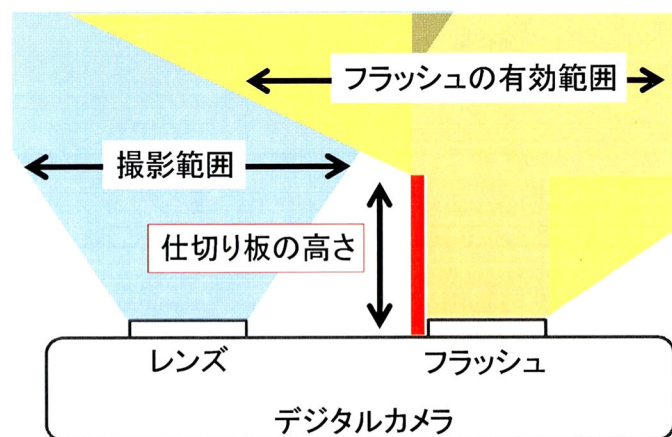 フラッシュの有効範囲
撮影範囲
仕切り板の高さ
レンズ
フラッシュ
デジタルカメラ